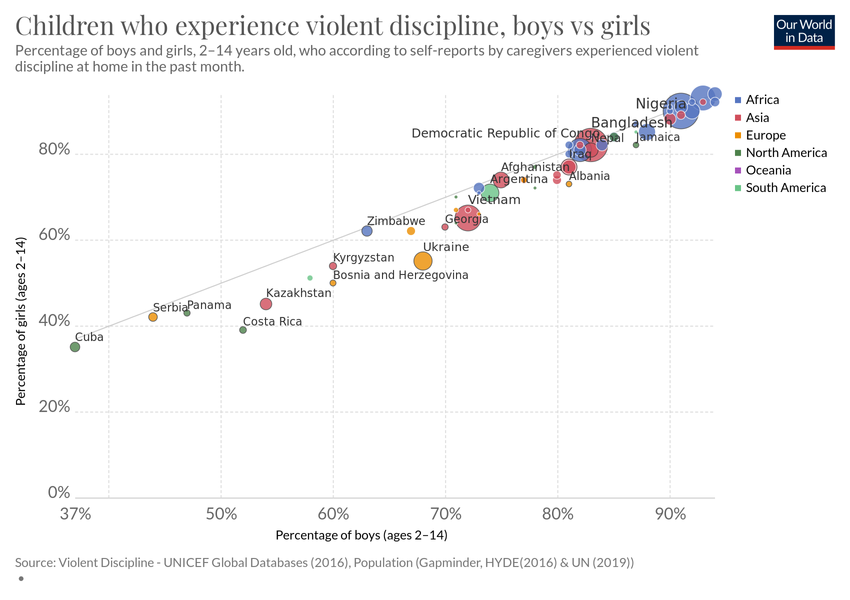 Children who experience violent discipline, boys vs girls
Our World
in Data
Percentage of boys and girls, 2–14 years old, who according to self-reports by caregivers experienced violent
discipline at home in the past month.
Nigeria
Bangladesh
Democratic Republic of Congo
Nepal
Jamaica
Iraq
Afghanistan
Albania
Argentina
Vietnam
Georgia
Zimbabwe
Ukraine
Kyrgyzstan
Bosnia and Herzegovina
Kazakhstan
Serbia
Panama
Costa Rica
Cuba
Africa
Asia
Europe
North America
Oceania
South America
80%
60%
40%
20%
0%
Percentage of girls (ages 2–14)
37%
50%
60%
70%
80%
90%
Percentage of boys (ages 2–14)
Source: Violent Discipline - UNICEF Global Databases (2016), Population (Gapminder, HYDE(2016) & UN (2019))